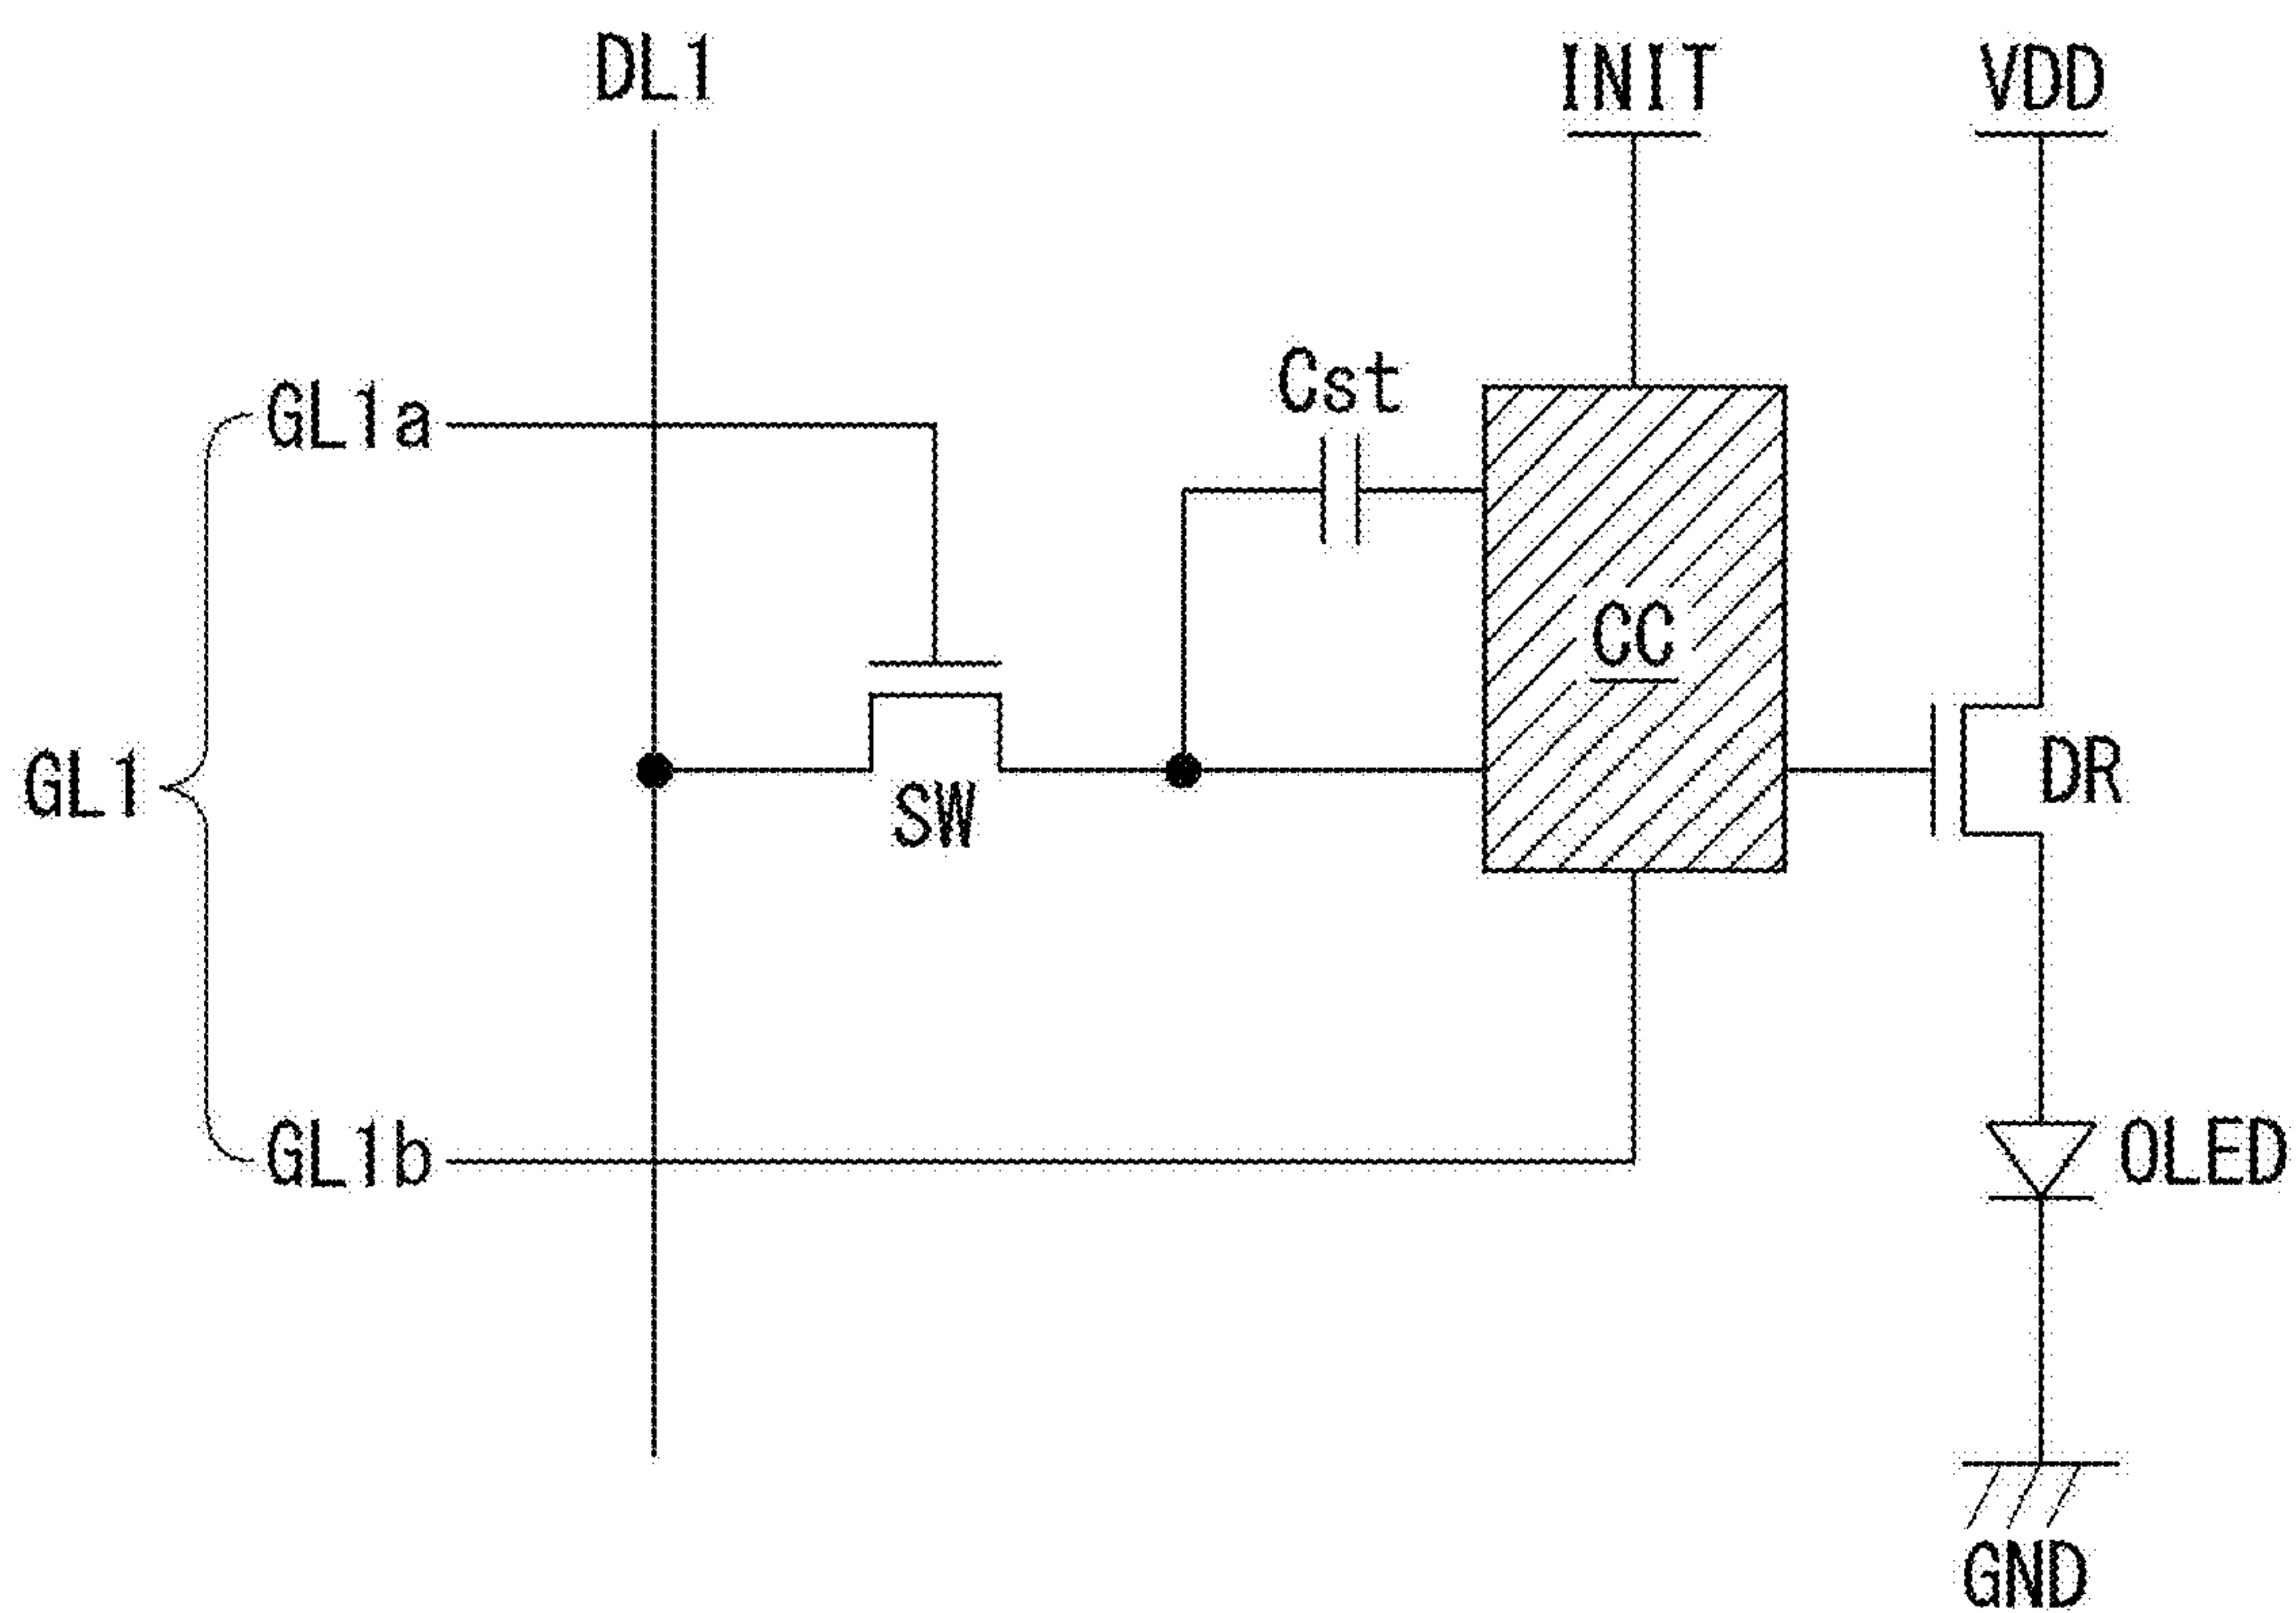 DL1
INIT
VDD
Cst
GL1a
CC
GL1
DR
SW
GL1b
OLED
GND